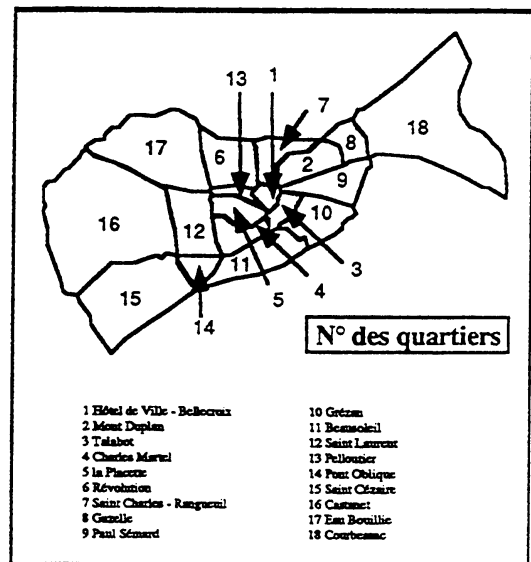 13 1 7
17 6 2 8 18
9
16 12 10
11
15 3
5 4
14
N° des quartiers
1 Hôtel de Ville - Bellecroix
2 Mont Duplan
3 Talabot
4 Charles Martel
5 la Placette
6 Révolution
7 Saint Charles - Rangueuil
8 Gazelle
9 Paul Sémard
10 Grézan
11 Beausoleil
12 Saint Laurent
13 Pelloutier
14 Pont Oblique
15 Saint Cézaire
16 Castanet
17 Eau Bouillie
18 Courbessac